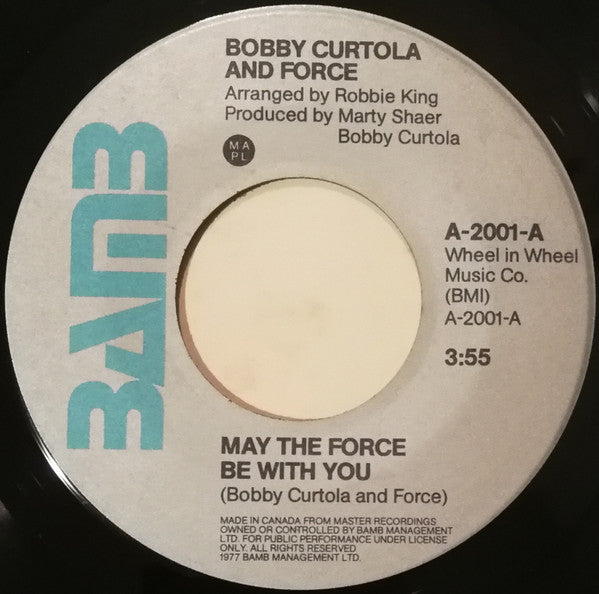 BOBBY CURTOLA
AND FORCE
Arranged by Robbie King
Produced by Marty Shaer
Bobby Curtola
MA
PL
BAMB
A-2001-A
Wheel in Wheel
Music Co.
(BMI)
A-2001-A
3:55
MAY THE FORCE
BE WITH YOU
(Bobby Curtola and Force)
MADE IN CANADA FROM MASTER RECORDINGS
OWNED OR CONTROLLED BY BAMB MANAGEMENT
LTD. FOR PUBLIC PERFORMANCE UNDER LICENSE
ONLY. ALL RIGHTS RESERVED
1977 BAMB MANAGEMENT LTD.